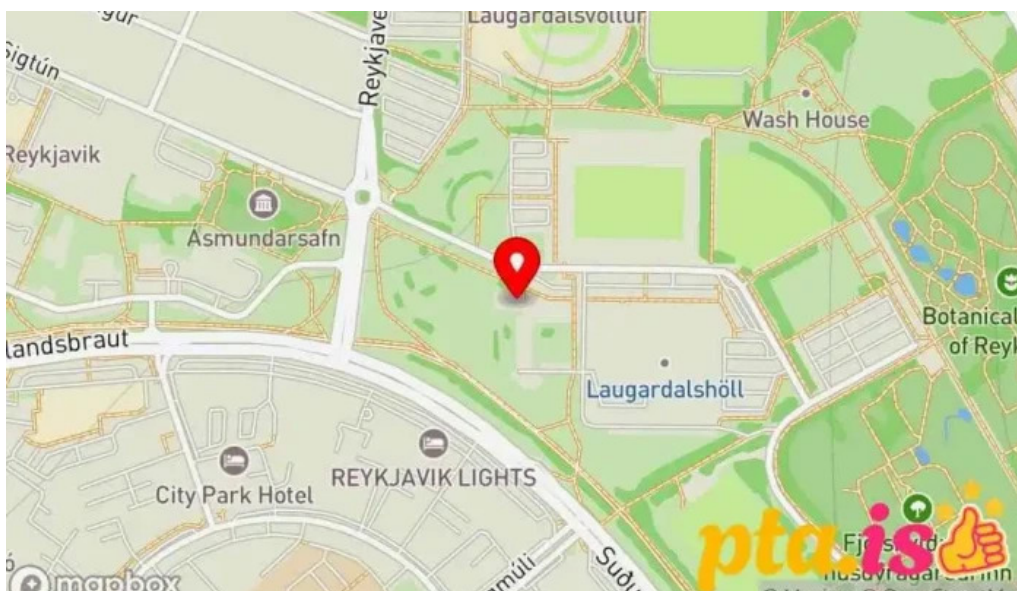 Laugardalsvöllur
Sigtún
Reykjave
Wash House
Reykjavik
Ásmundarsafn
Botanical
of Reyk
landsbraut
Laugardalshöll
REYKJAVIK LIGHTS
City Park Hotel
pta.is
Suðu
múli
mapbox